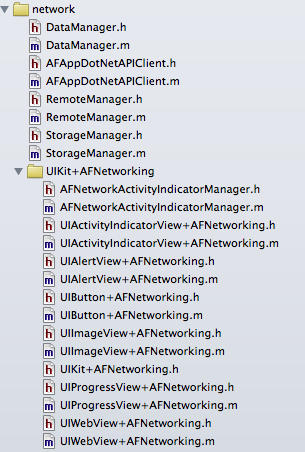 network
h DataManager.h
m DataManager.m
h AFAppDotNetAPIClient.h
m AFAppDotNetAPIClient.m
h RemoteManager.h
m RemoteManager.m
h StorageManager.h
m StorageManager.m
UIKit+AFNetworking
h AFNetworkActivityIndicatorManager.h
m AFNetworkActivityIndicatorManager.m
h UIActivityIndicatorView+AFNetworking.h
m UIActivityIndicatorView+AFNetworking.m
h UIAlertView+AFNetworking.h
m UIAlertView+AFNetworking.m
h UIButton+AFNetworking.h
m UIButton+AFNetworking.m
h UIImageView+AFNetworking.h
m UIImageView+AFNetworking.m
h UIKit+AFNetworking.h
h UIProgressView+AFNetworking.h
m UIProgressView+AFNetworking.m
h UIWebView+AFNetworking.h
m UIWebView+AFNetworking.m